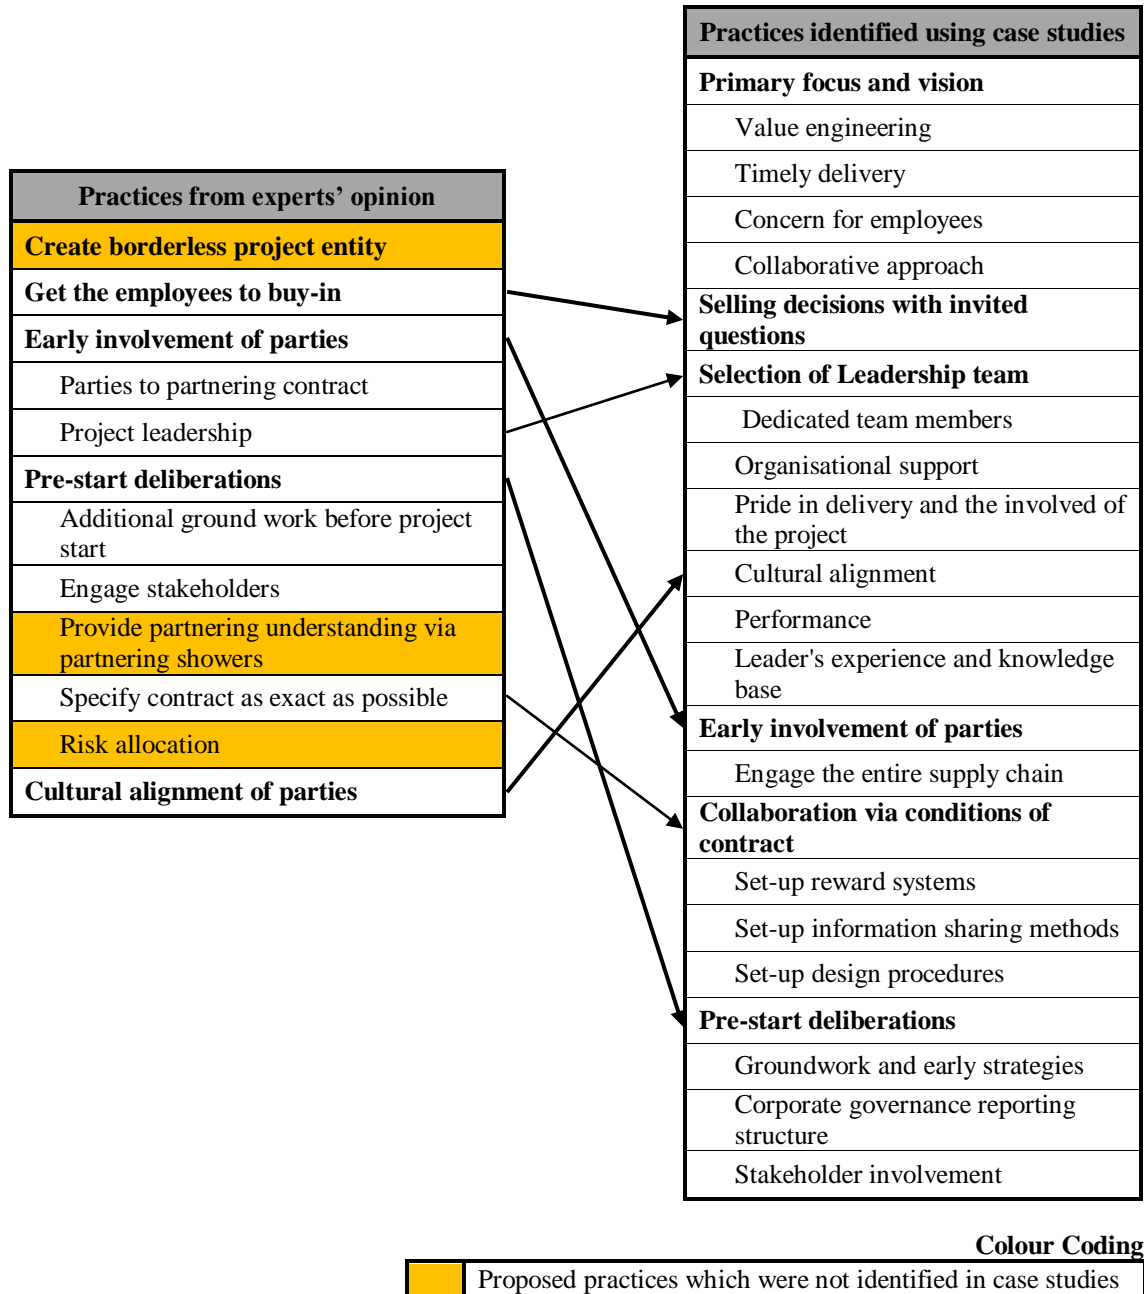 Practices from experts’ opinion
Create borderless project entity
Get the employees to buy-in
Early involvement of parties
Parties to partnering contract
Project leadership
Pre-start deliberations
Additional ground work before project
start
Engage stakeholders
Provide partnering understanding via
partnering showers
Specify contract as exact as possible
Risk allocation
Cultural alignment of parties
Practices identified using case studies
Primary focus and vision
Value engineering
Timely delivery
Concern for employees
Collaborative approach
Selling decisions with invited
questions
Selection of Leadership team
Dedicated team members
Organisational support
Pride in delivery and the involved of
the project
Cultural alignment
Performance
Leader's experience and knowledge
base
Early involvement of parties
Engage the entire supply chain
Collaboration via conditions of
contract
Set-up reward systems
Set-up information sharing methods
Set-up design procedures
Pre-start deliberations
Groundwork and early strategies
Corporate governance reporting
structure
Stakeholder involvement
Colour Coding
Proposed practices which were not identified in case studies